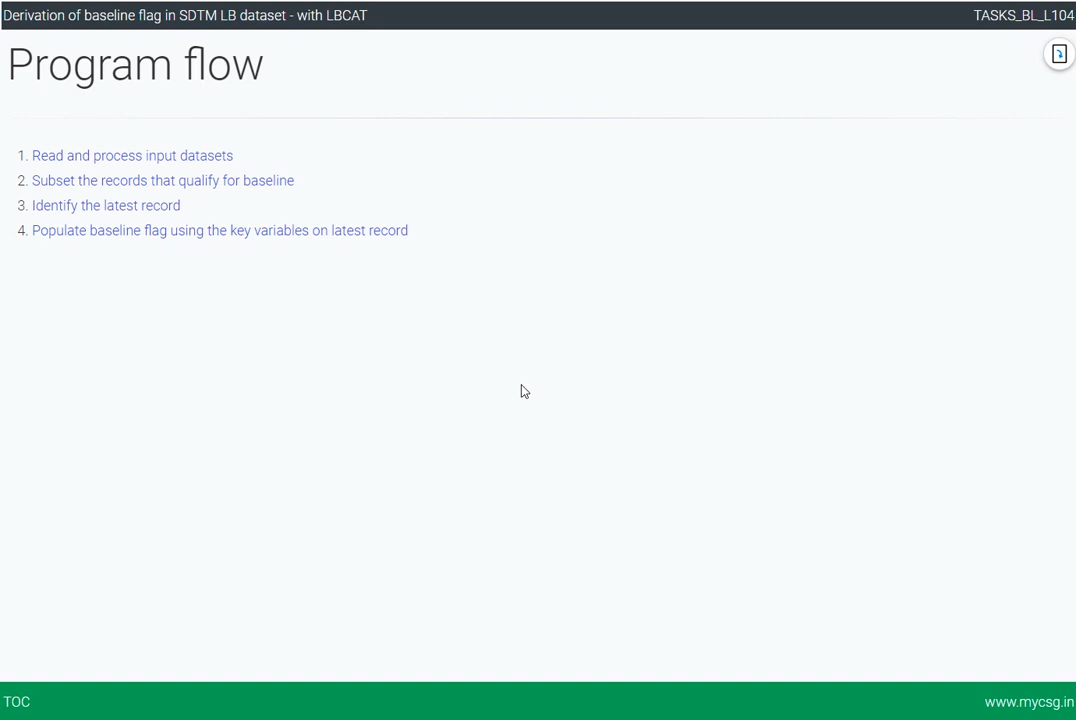 Derivation of baseline flag in SDTM LB dataset - with LBCAT
TASKS_BL_L104
Program flow
1. Read and process input datasets
2. Subset the records that qualify for baseline
3. Identify the latest record
4. Populate baseline flag using the key variables on latest record
TOC
www.mycsg.in